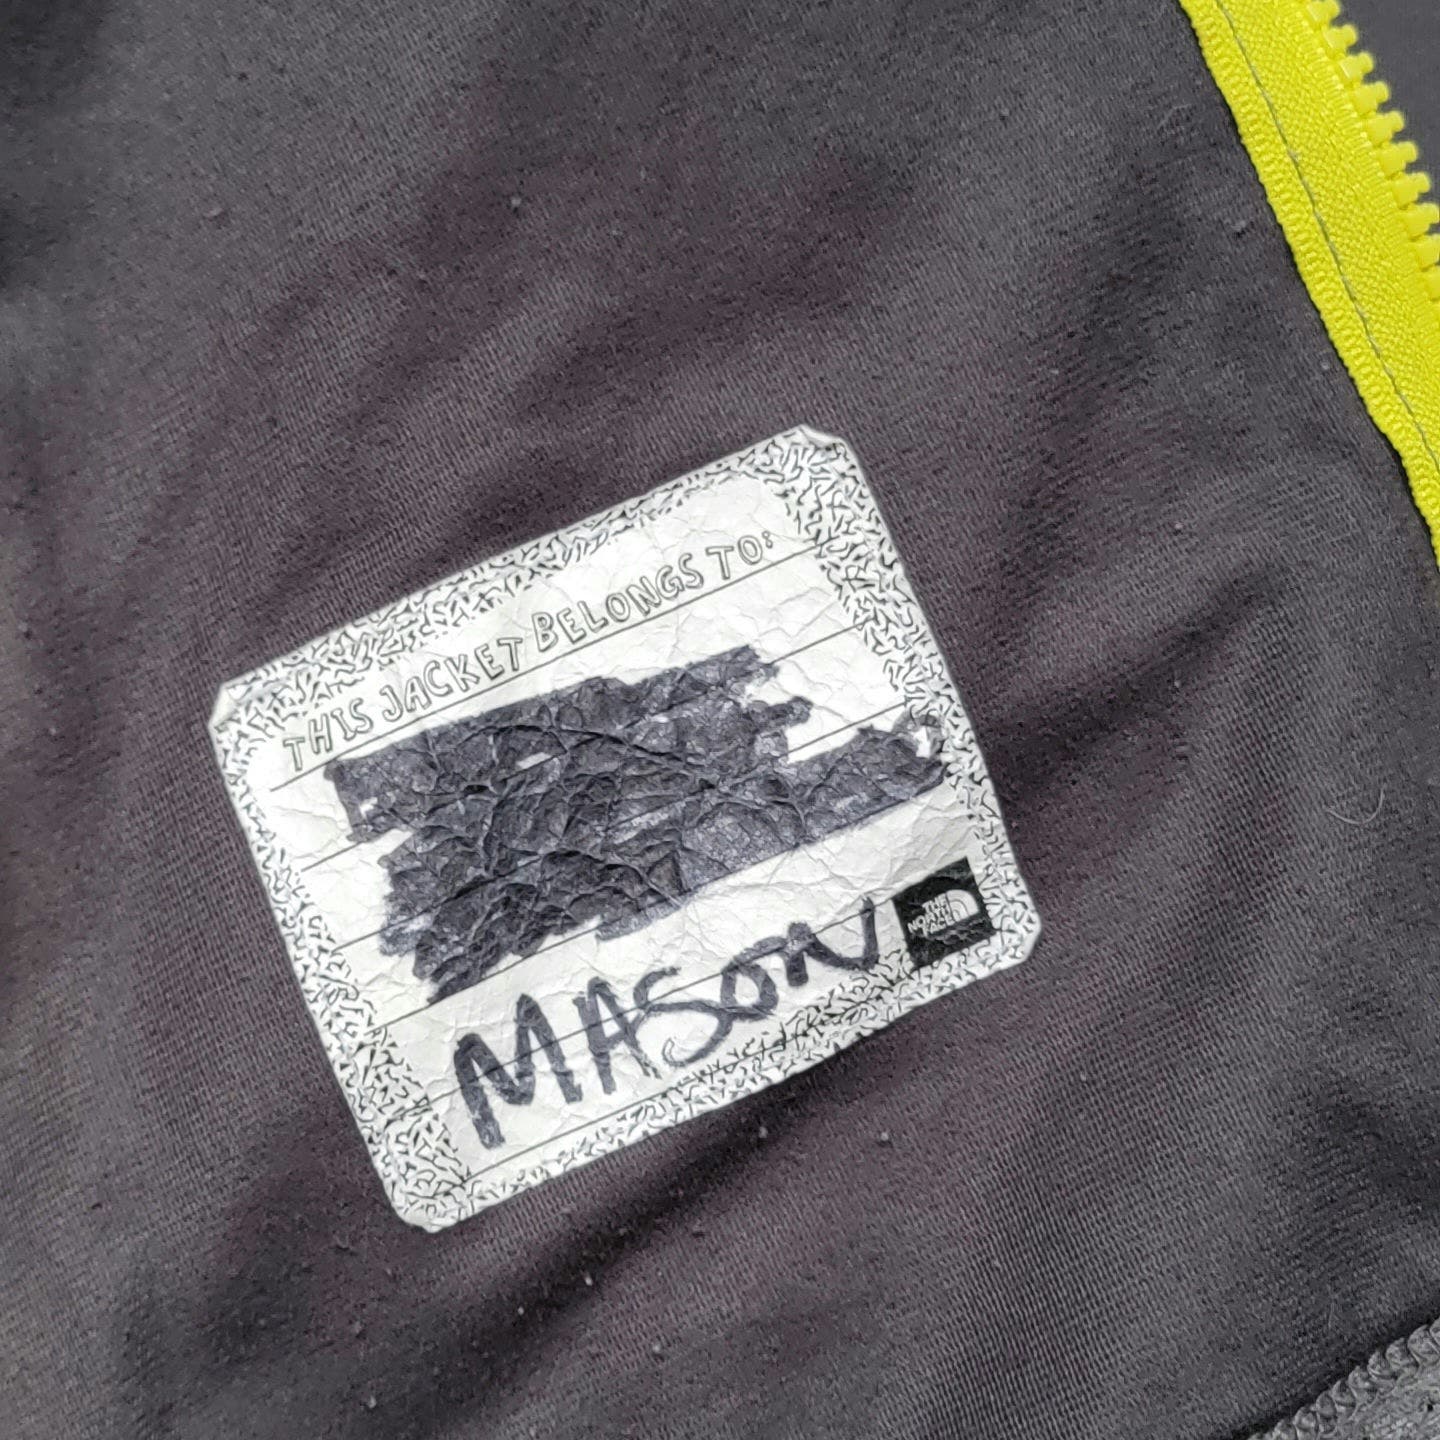 THIS JACKET BELONGS TO:
MASON
THE
NORTH
FACE